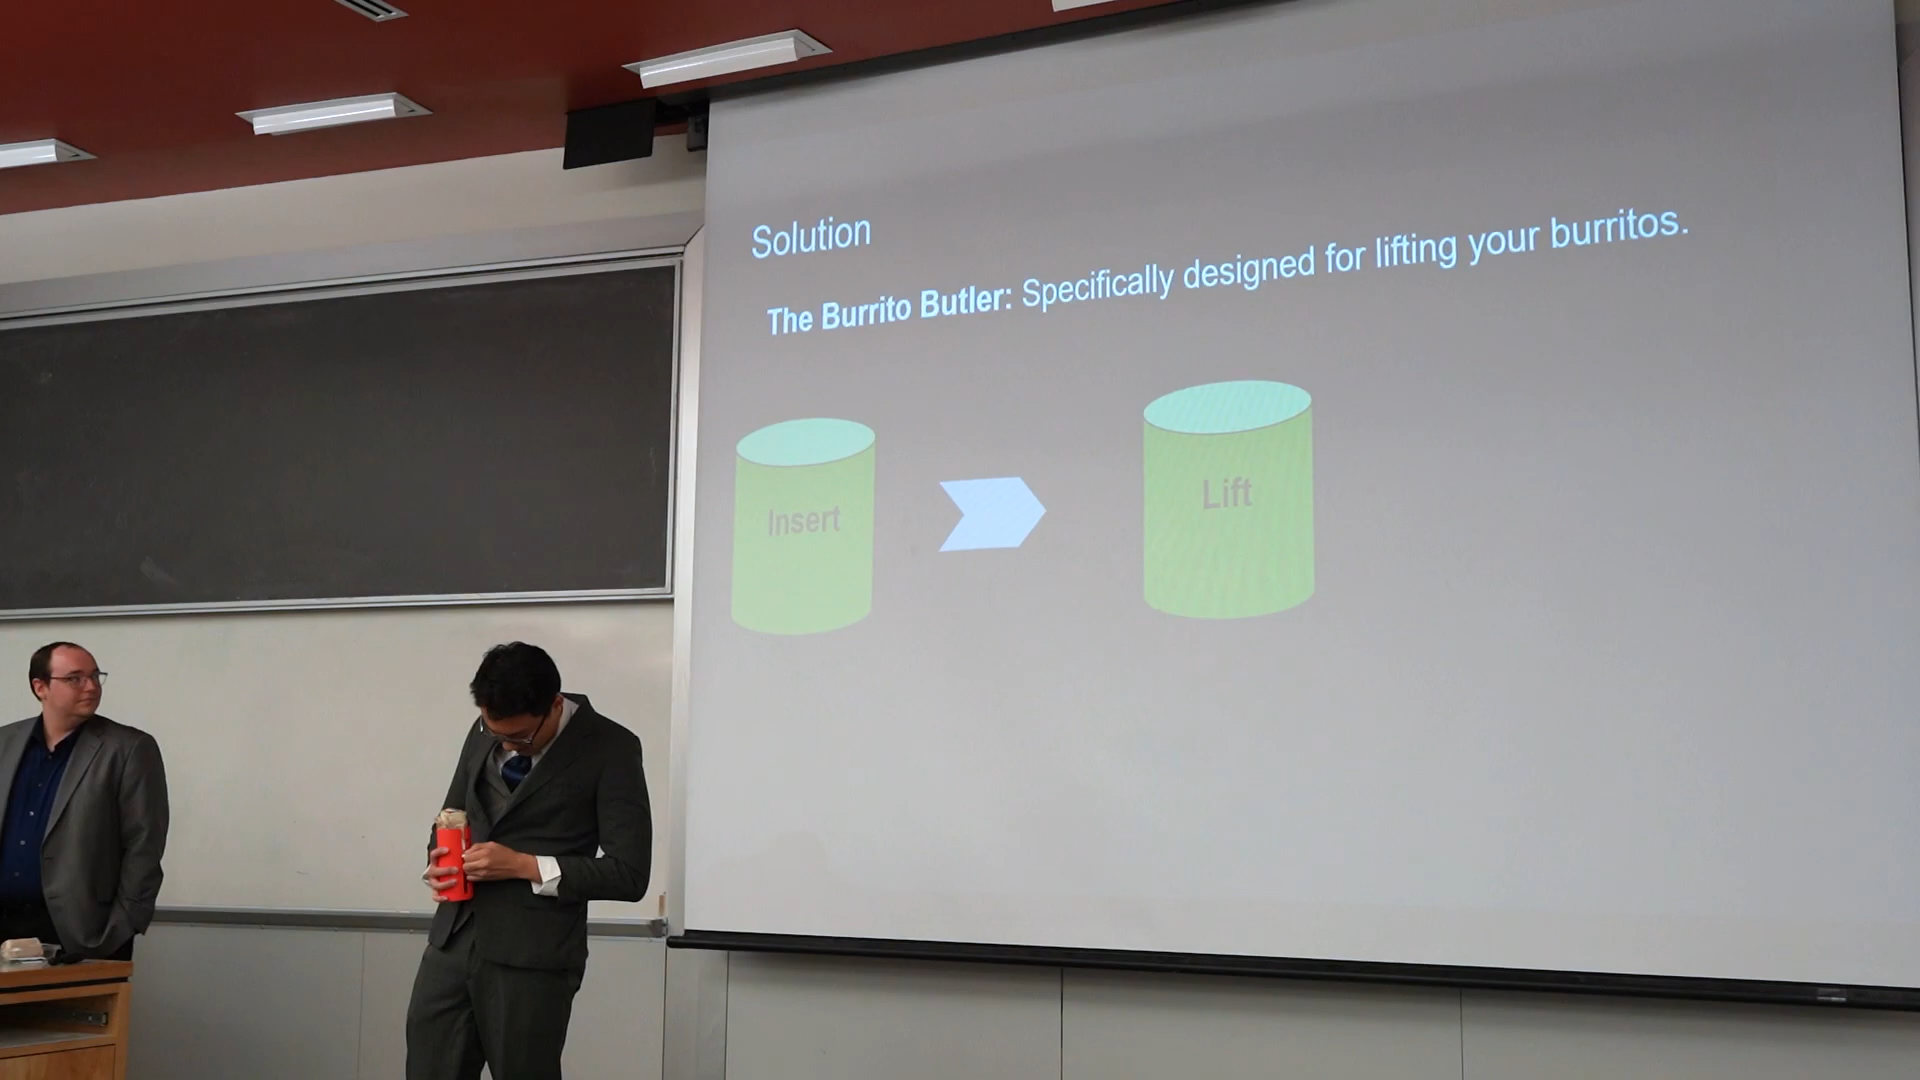 Solution
The Burrito Butler: Specifically designed for lifting your burritos.
Insert
Lift